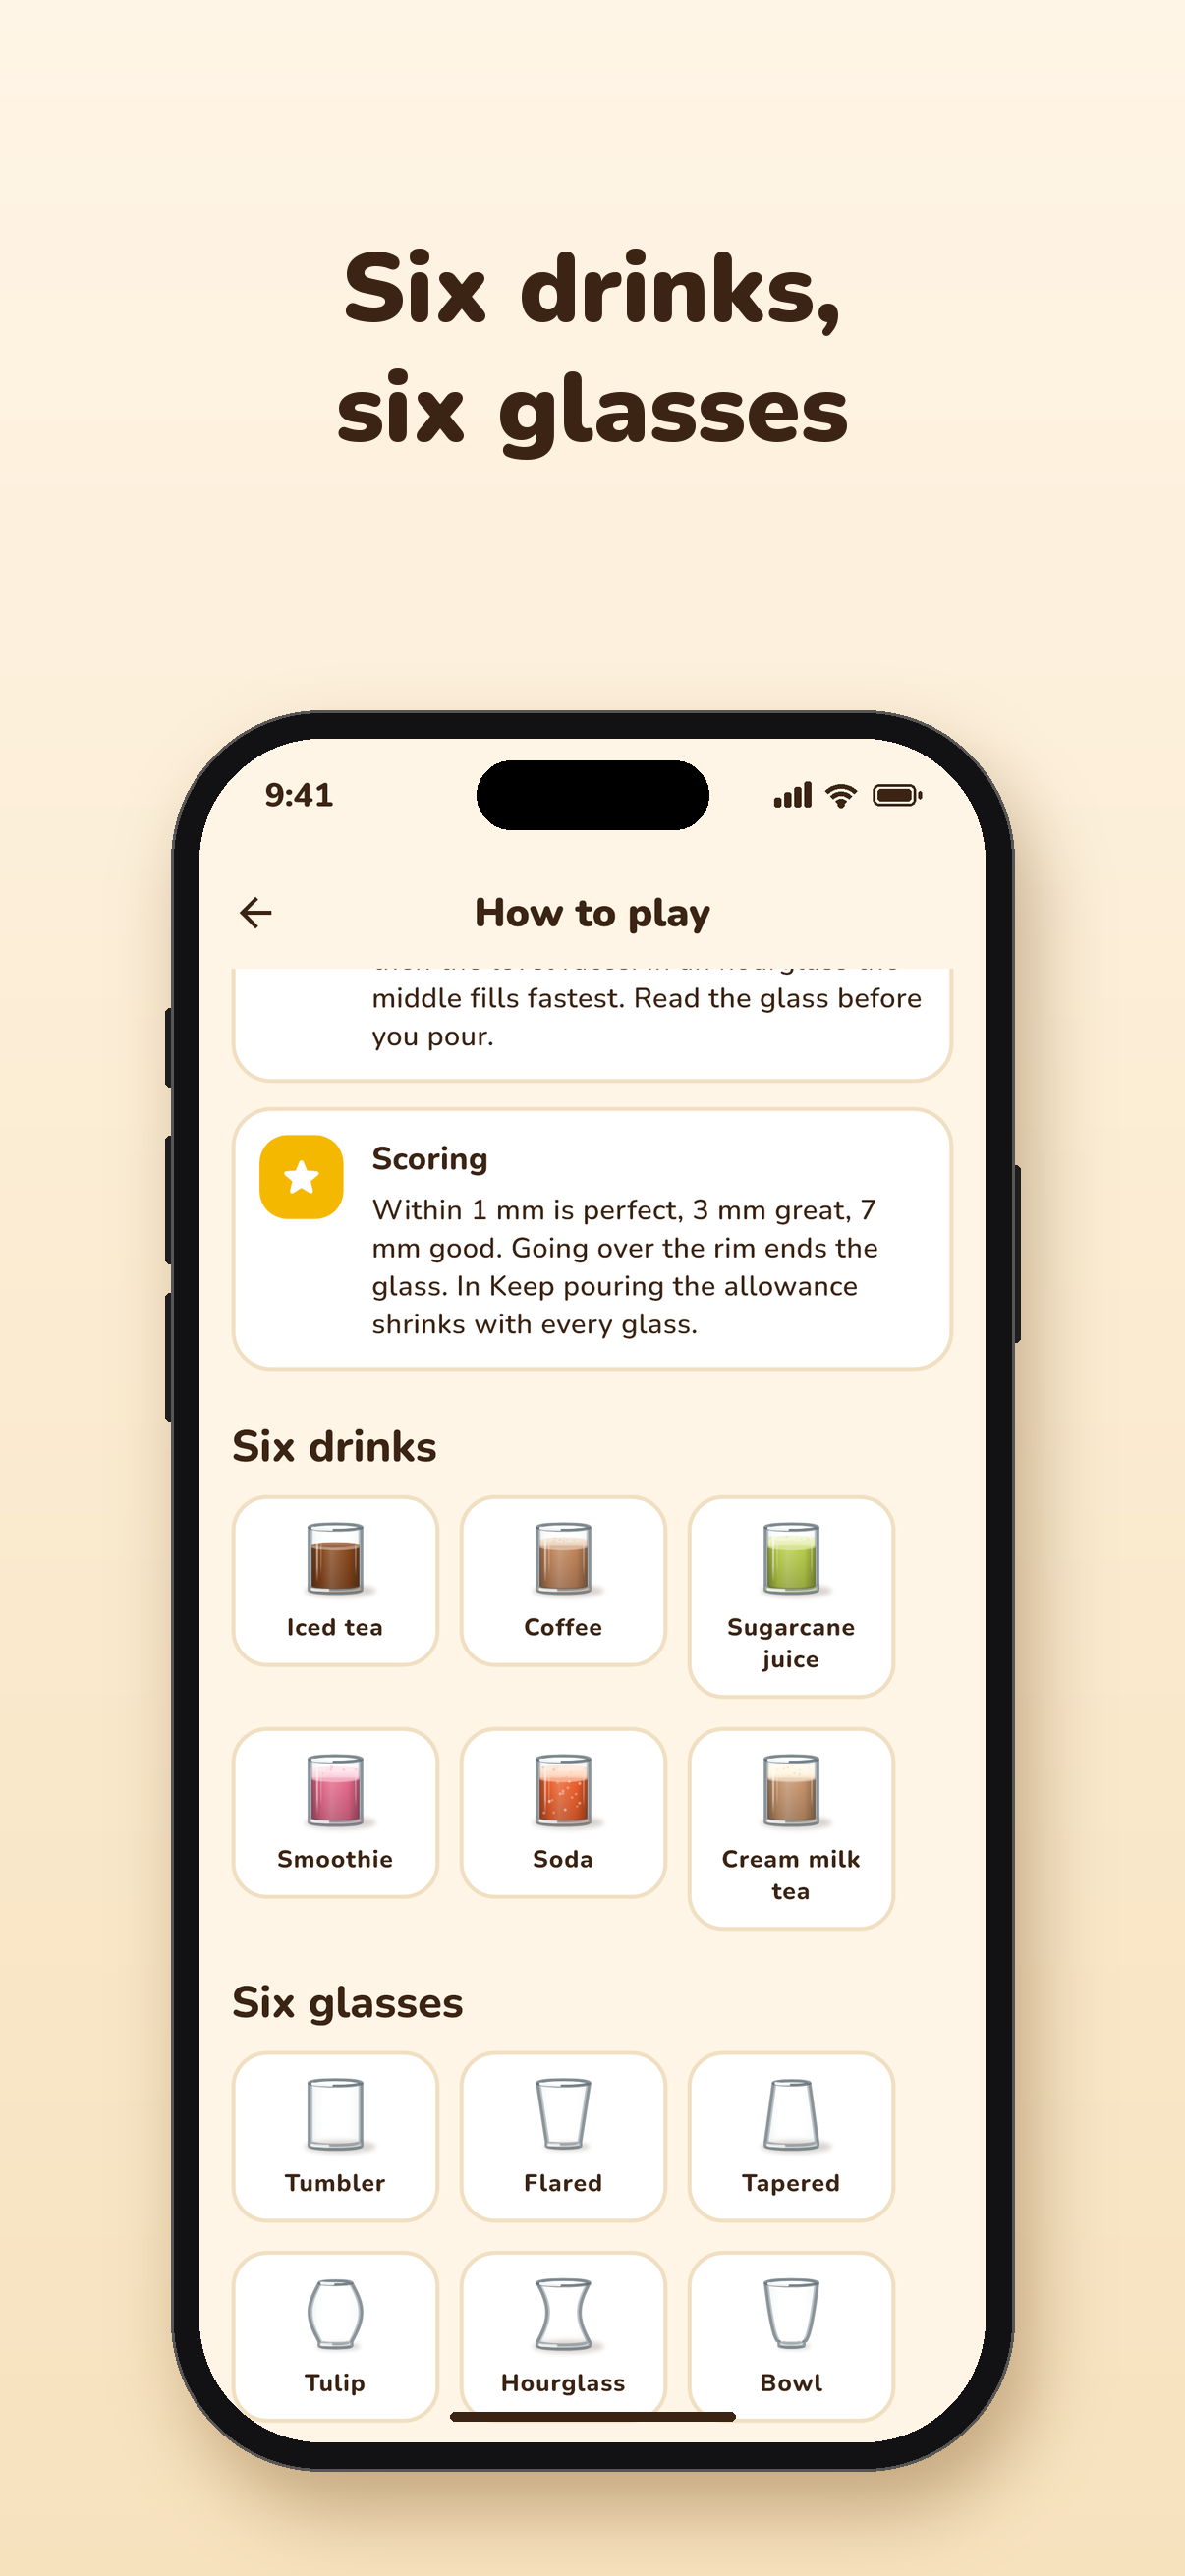 Six drinks,
six glasses
9:41
How to play
middle fills fastest. Read the glass before
you pour.
Scoring
Within 1 mm is perfect, 3 mm great, 7
mm good. Going over the rim ends the
glass. In Keep pouring the allowance
shrinks with every glass.
Six drinks
Iced tea
Coffee
Sugarcane
juice
Smoothie
Soda
Cream milk
tea
Six glasses
Tumbler
Flared
Tapered
Tulip
Hourglass
Bowl